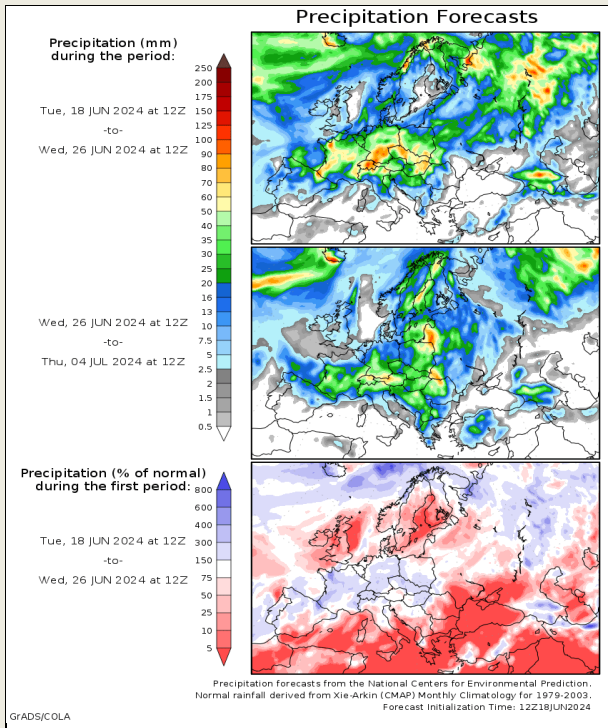 Precipitation Forecasts
Precipitation (mm)
during the period:
Tue, 18 JUN 2024 at 12Z
-to-
Wed, 26 JUN 2024 at 12Z
250
200
175
150
125
100
90
80
70
60
50
40
35
30
25
20
16
13
10
7.5
5
2.5
2
1.5
1
0.5
Wed, 26 JUN 2024 at 12Z
-to-
Thu, 04 JUL 2024 at 12Z
Precipitation (% of normal)
during the first period:
Tue, 18 JUN 2024 at 12Z
-to-
Wed, 26 JUN 2024 at 12Z
800
600
400
300
150
75
50
25
10
5
Precipitation forecasts from the National Centers for Environmental Prediction.
Normal rainfall derived from Xie-Arkin (CMAP) Monthly Climatology for 1979-2003.
Forecast Initialization Time: 12Z18JUN2024
GrADS/COLA